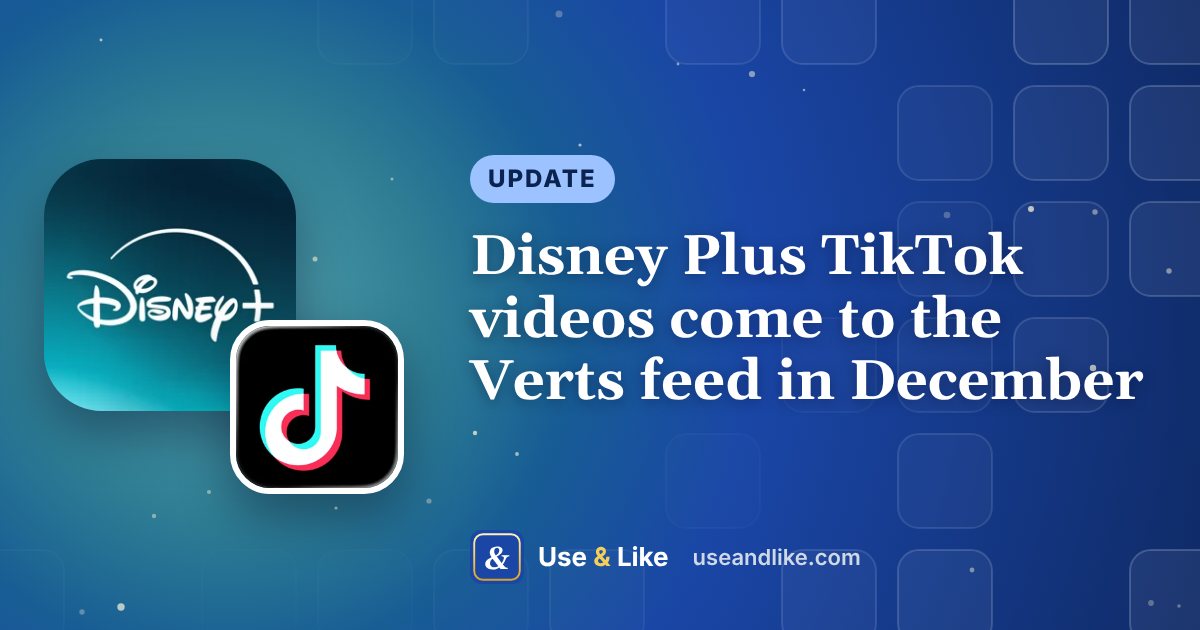 Disney+
UPDATE
Disney Plus TikTok
videos come to the
Verts feed in December
& Use & Like useandlike.com